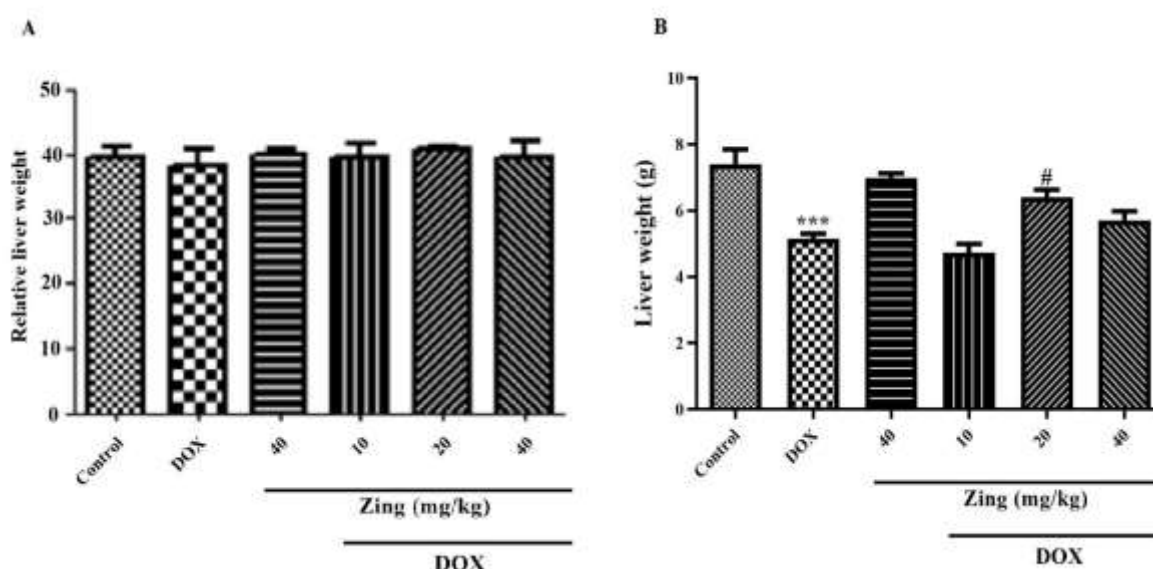 A
Relative liver weight
50
40
30
20
10
0
Control
DOX
40
10
20
40
Zing (mg/kg)
DOX
B
Liver weight (g)
10
8
6
4
2
0
***
#
Control
DOX
40
10
20
40
Zing (mg/kg)
DOX